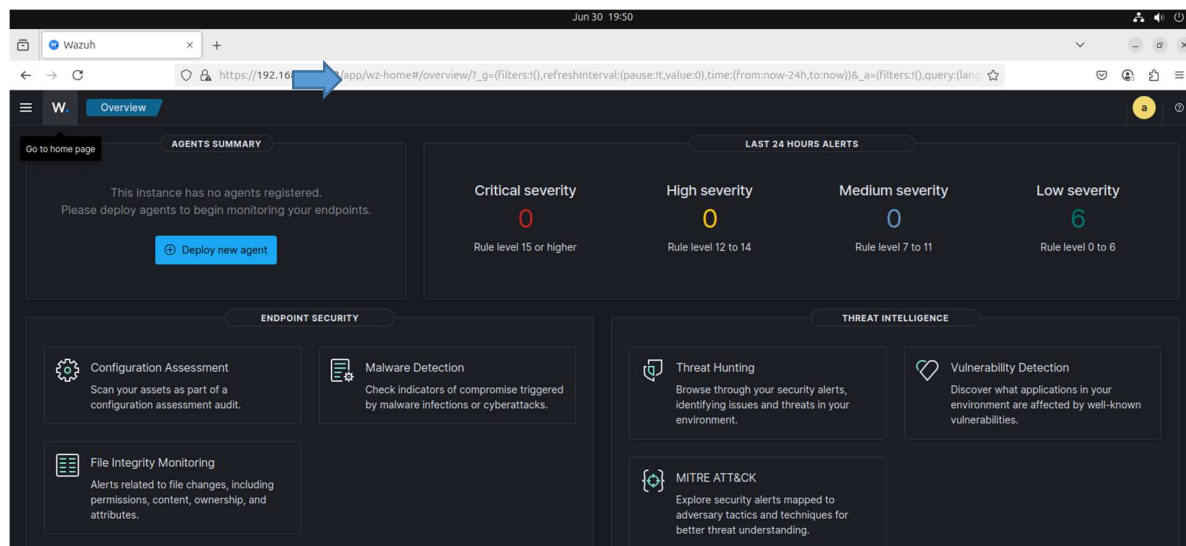 Jun 30 19:50
Wazuh
https://192.16 /app/wz-home#/overview/?_g=(filters:!(),refreshInterval:(pause:!t,value:0),time:(from:now-24h,to:now))&_a=(filters:!(),query:(lang
W. Overview a
Go to home page
AGENTS SUMMARY
This instance has no agents registered.
Please deploy agents to begin monitoring your endpoints.
Deploy new agent
LAST 24 HOURS ALERTS
Critical severity
0
Rule level 15 or higher
High severity
0
Rule level 12 to 14
Medium severity
0
Rule level 7 to 11
Low severity
6
Rule level 0 to 6
ENDPOINT SECURITY
Configuration Assessment
Scan your assets as part of a
configuration assessment audit.
Malware Detection
Check indicators of compromise triggered
by malware infections or cyberattacks.
File Integrity Monitoring
Alerts related to file changes, including
permissions, content, ownership, and
attributes.
THREAT INTELLIGENCE
Threat Hunting
Browse through your security alerts,
identifying issues and threats in your
environment.
Vulnerability Detection
Discover what applications in your
environment are affected by well-known
vulnerabilities.
MITRE ATT&CK
Explore security alerts mapped to
adversary tactics and techniques for
better threat understanding.